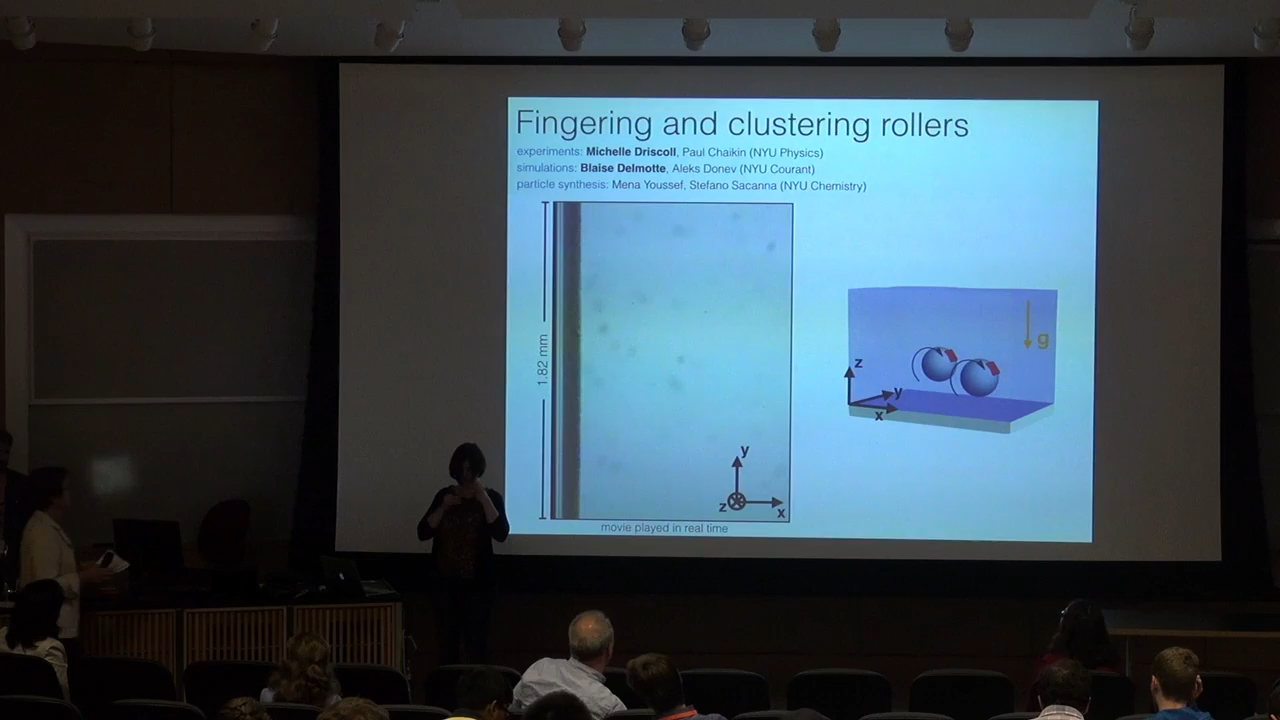 Fingering and clustering rollers
experiments: Michelle Driscoll, Paul Chaikin (NYU Physics)
simulations: Blaise Delmotte, Aleks Donev (NYU Courant)
particle synthesis: Mena Youssef, Stefano Sacanna (NYU Chemistry)
1.82 mm
y
z
x
movie played in real time
g
z
y
x